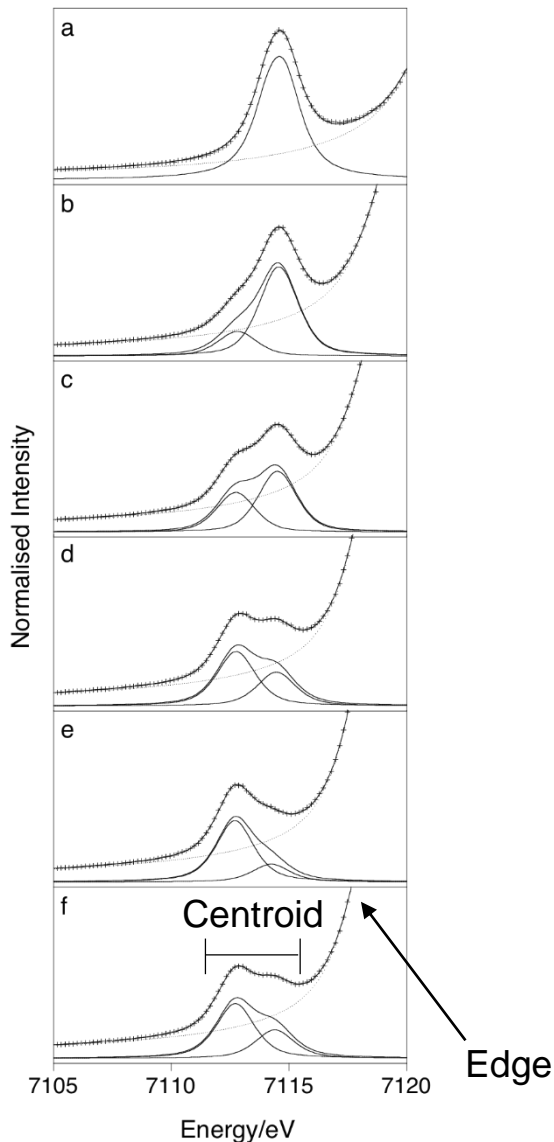 a
b
c
d
e
f
Centroid
Edge
Normalised Intensity
7105 7110 7115 7120
Energy/eV